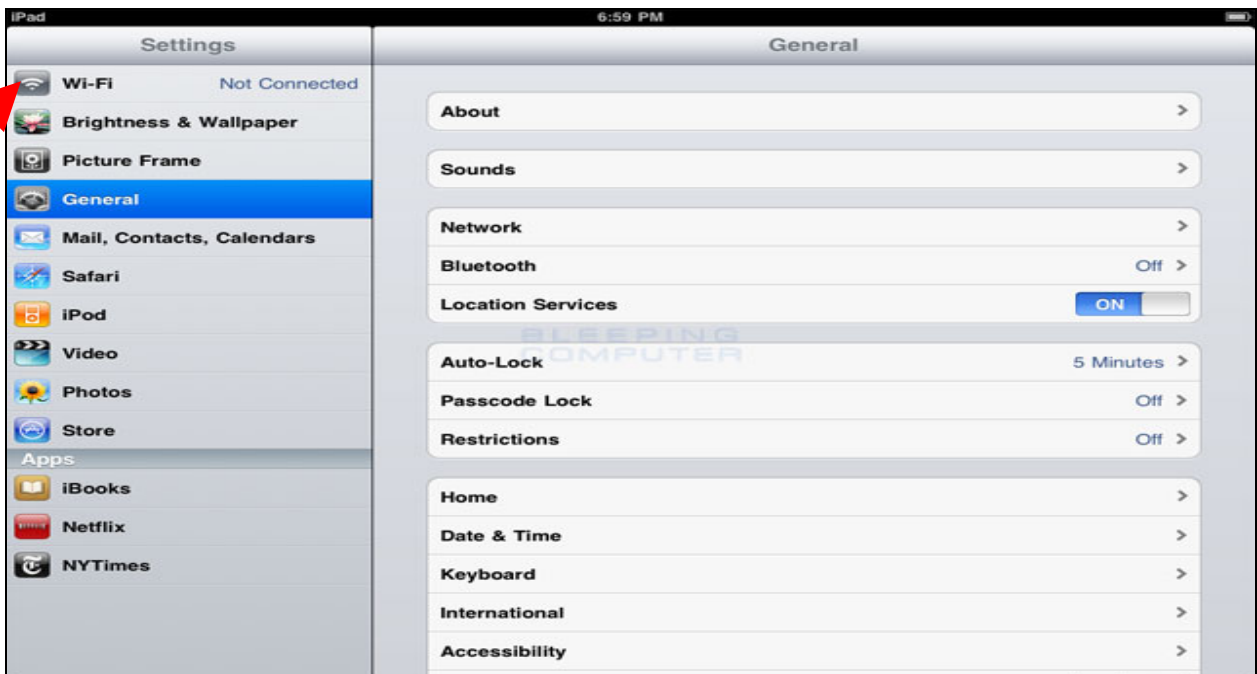 iPad 6:59 PM
Settings
General
Wi-Fi Not Connected
Brightness & Wallpaper
Picture Frame
General
Mail, Contacts, Calendars
Safari
iPod
Video
Photos
Store
Apps
iBooks
Netflix
NYTimes
About
Sounds
Network
Bluetooth Off
Location Services ON
BLEEPING
COMPUTER
Auto-Lock 5 Minutes
Passcode Lock Off
Restrictions Off
Home
Date & Time
Keyboard
International
Accessibility